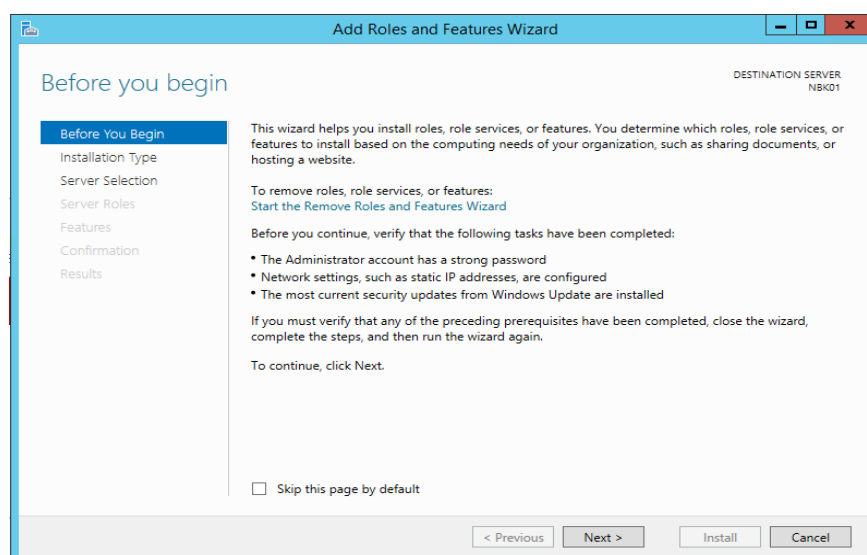 Add Roles and Features Wizard
Before you begin
DESTINATION SERVER
NBK01
Before You Begin
Installation Type
Server Selection
Server Roles
Features
Confirmation
Results
This wizard helps you install roles, role services, or features. You determine which roles, role services, or
features to install based on the computing needs of your organization, such as sharing documents, or
hosting a website.
To remove roles, role services, or features:
Start the Remove Roles and Features Wizard
Before you continue, verify that the following tasks have been completed:
• The Administrator account has a strong password
• Network settings, such as static IP addresses, are configured
• The most current security updates from Windows Update are installed
If you must verify that any of the preceding prerequisites have been completed, close the wizard,
complete the steps, and then run the wizard again.
To continue, click Next.
Skip this page by default
< Previous
Next >
Install
Cancel